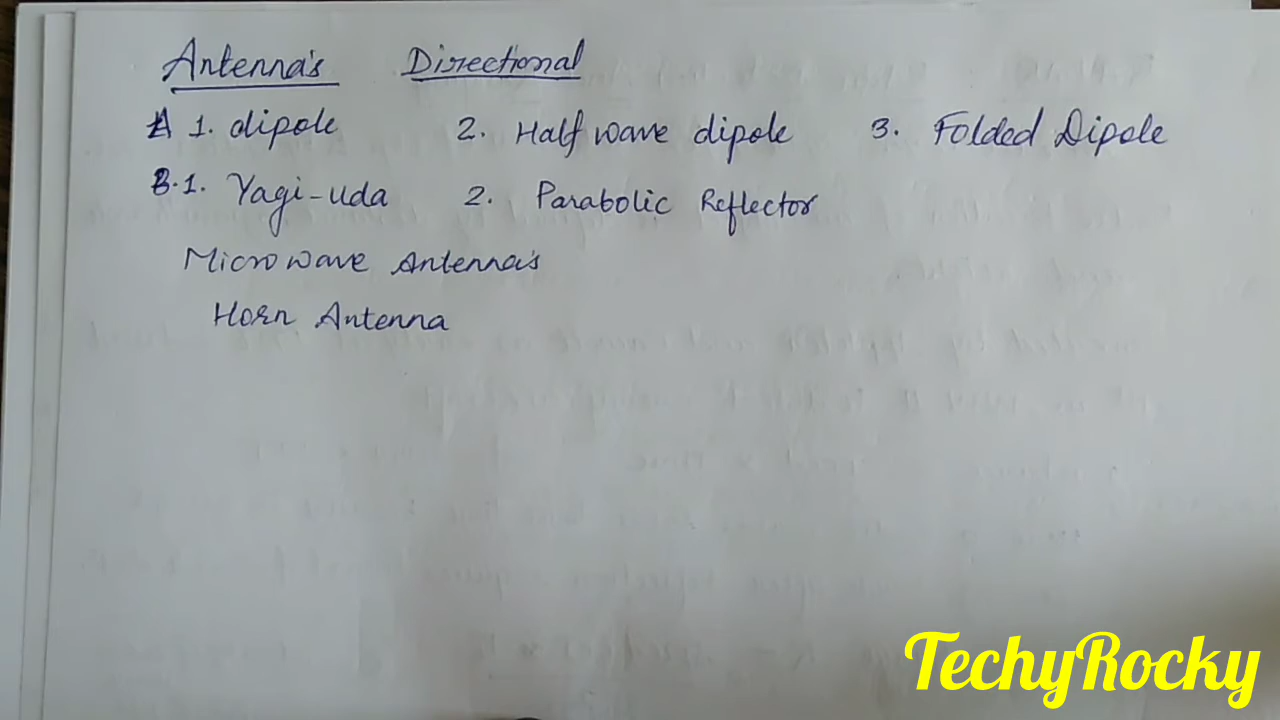 Antenna's Directional
A 1. dipole 2. Half wave dipole 3. Folded Dipole
B.1. Yagi-uda 2. Parabolic Reflector
Microwave Antenna's
Horn Antenna
TechyRocky